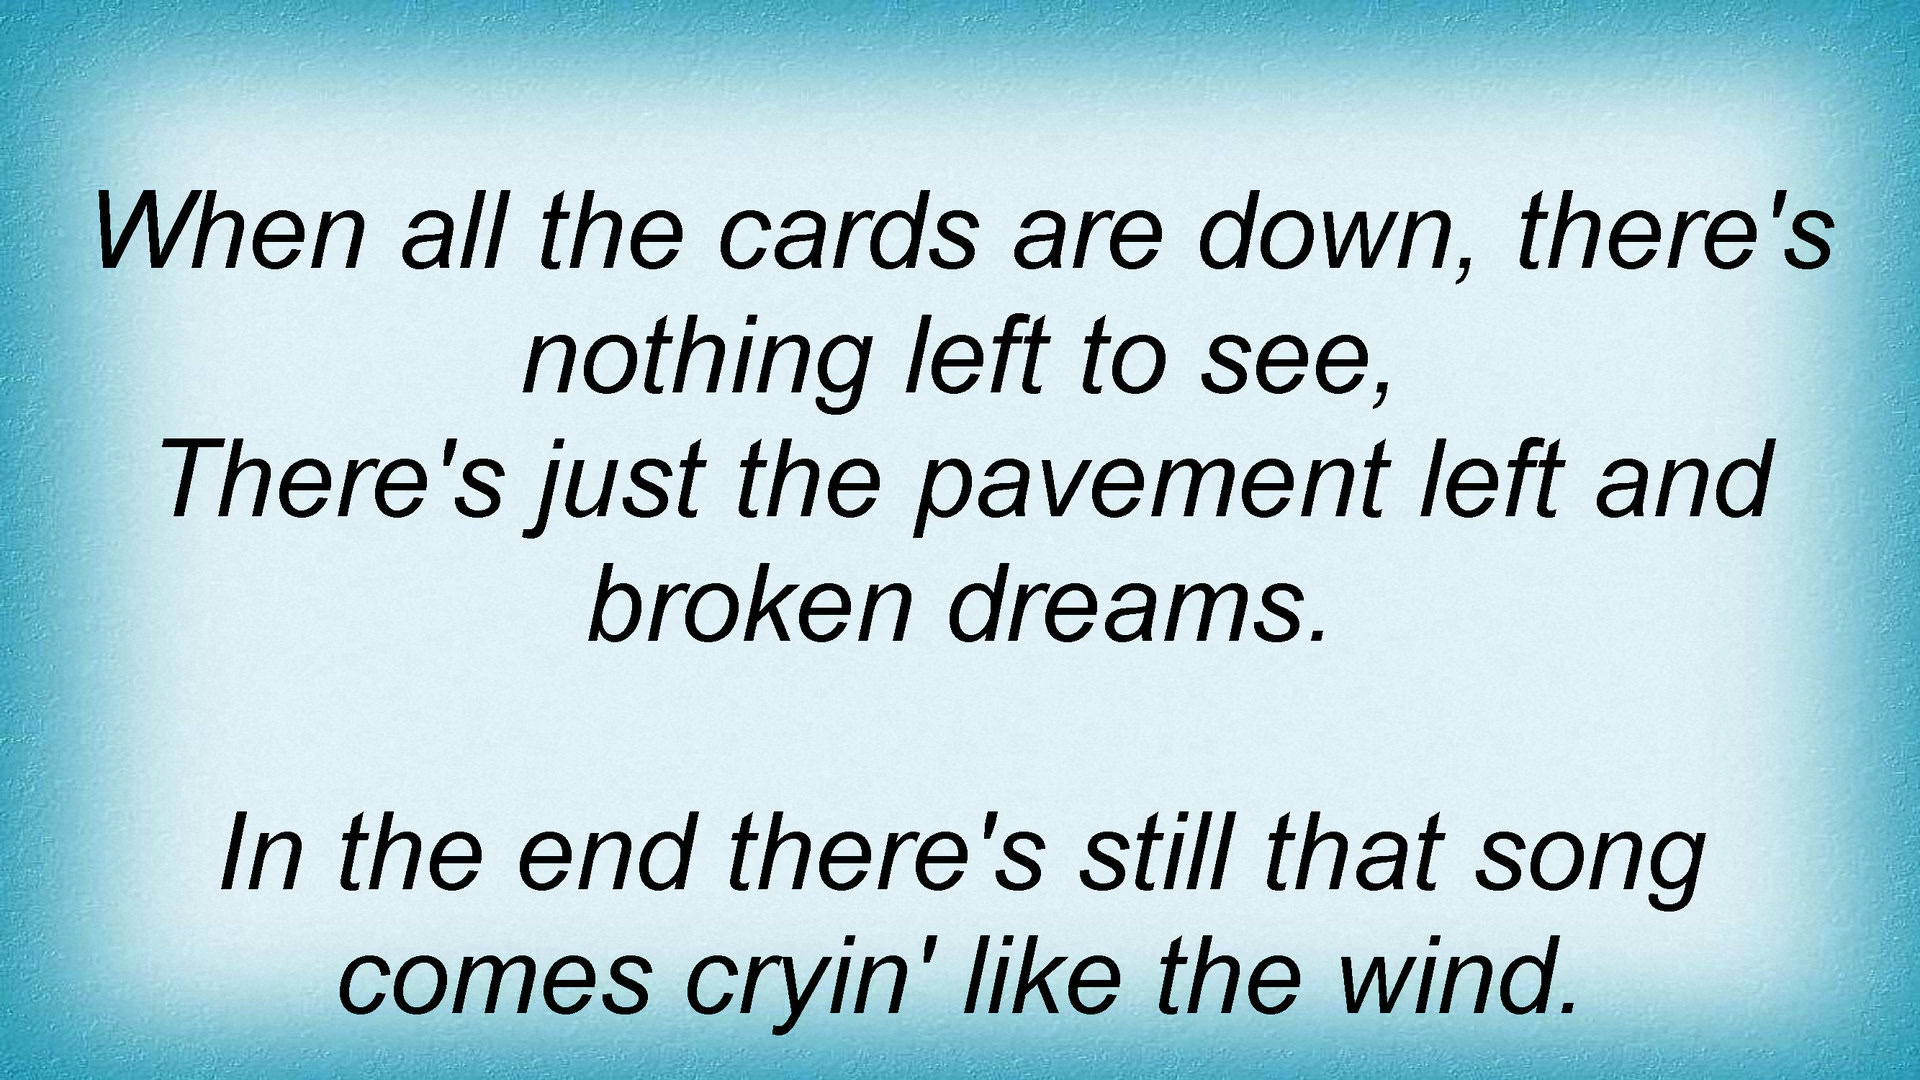 When all the cards are down, there's
nothing left to see,
There's just the pavement left and
broken dreams.
In the end there's still that song
comes cryin' like the wind.